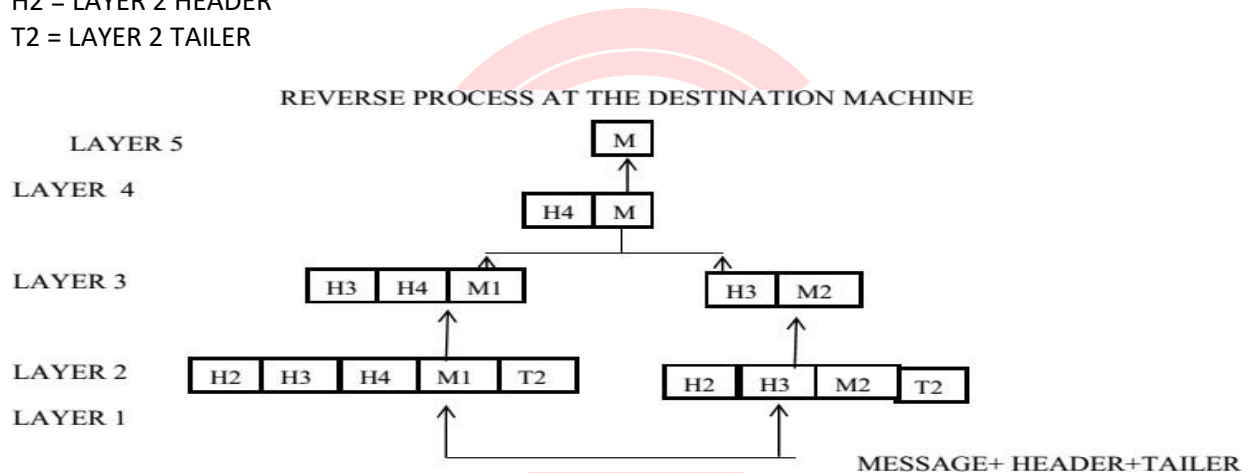 H2 = LAYER 2 HEADER
T2 = LAYER 2 TAILER
REVERSE PROCESS AT THE DESTINATION MACHINE
LAYER 5 M
LAYER 4 H4 M
LAYER 3 H3 H4 M1 H3 M2
LAYER 2 H2 H3 H4 M1 T2 H2 H3 M2 T2
LAYER 1
MESSAGE+ HEADER+TAILER